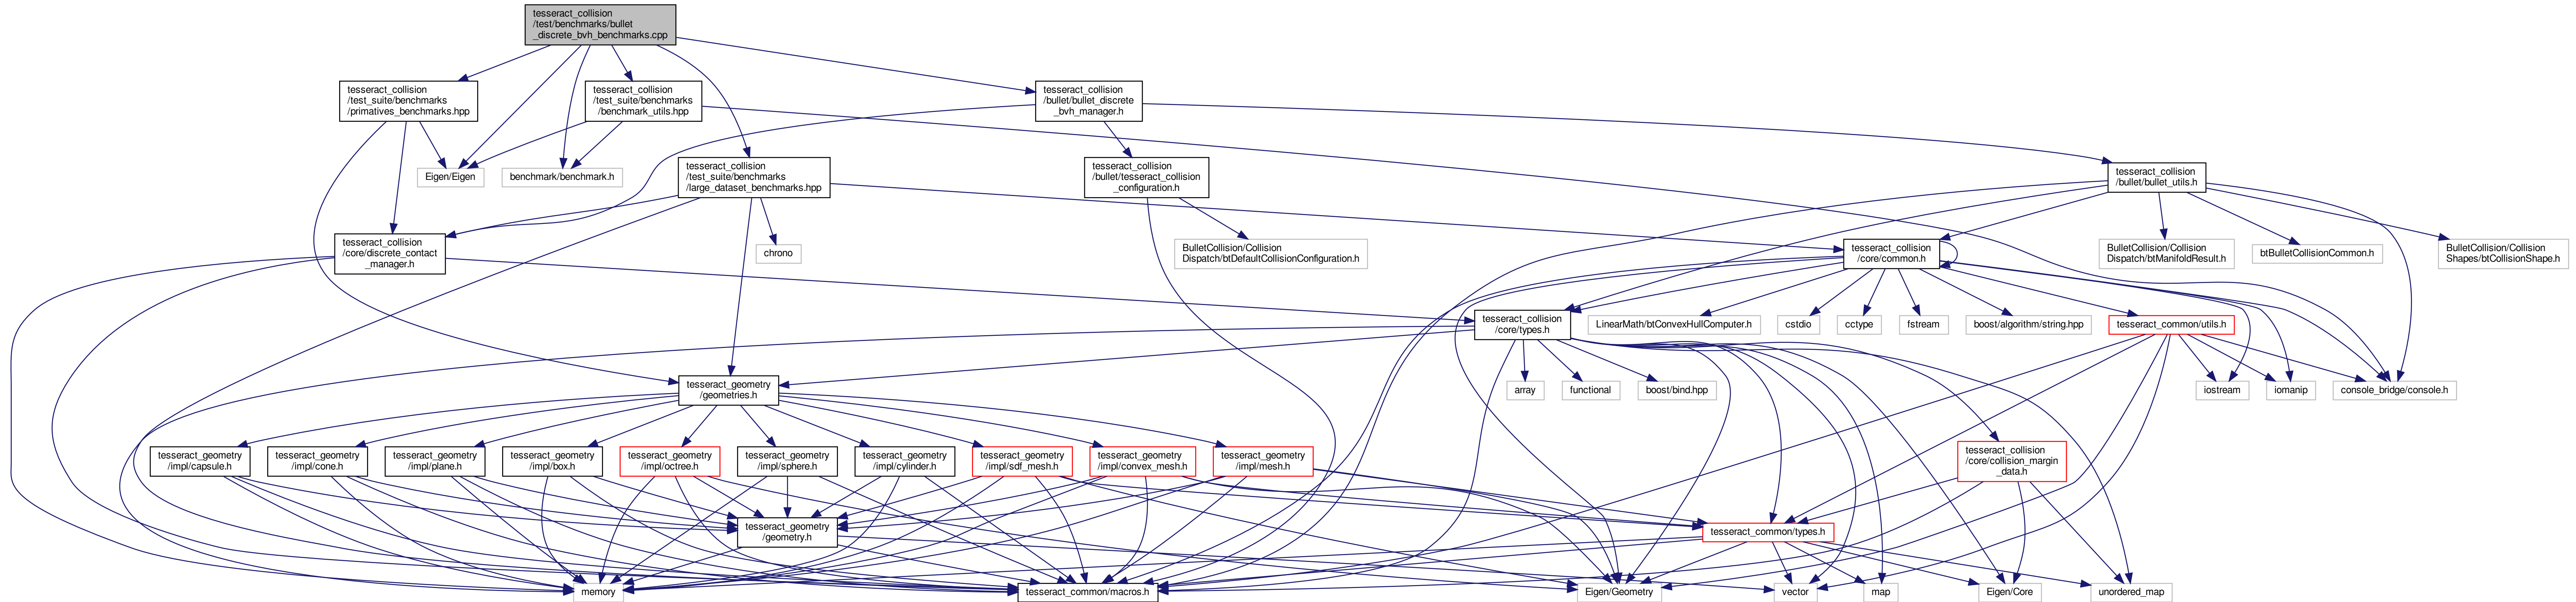 tesseract_collision
/test/benchmarks/bullet
_discrete_bvh_benchmarks.cpp
tesseract_collision
/test_suite/benchmarks
/primatives_benchmarks.hpp
tesseract_collision
/test_suite/benchmarks
/benchmark_utils.hpp
tesseract_collision
/bullet/bullet_discrete
_bvh_manager.h
Eigen/Eigen
benchmark/benchmark.h
tesseract_collision
/test_suite/benchmarks
/large_dataset_benchmarks.hpp
tesseract_collision
/bullet/tesseract_collision
_configuration.h
tesseract_collision
/bullet/bullet_utils.h
tesseract_collision
/core/discrete_contact
_manager.h
chrono
BulletCollision/Collision
Dispatch/btDefaultCollisionConfiguration.h
tesseract_collision
/core/common.h
BulletCollision/Collision
Dispatch/btManifoldResult.h
btBulletCollisionCommon.h
BulletCollision/Collision
Shapes/btCollisionShape.h
tesseract_collision
/core/types.h
LinearMath/btConvexHullComputer.h
cstdio
cctype
fstream
boost/algorithm/string.hpp
tesseract_common/utils.h
tesseract_geometry
/geometries.h
array
functional
boost/bind.hpp
iostream
iomanip
console_bridge/console.h
tesseract_geometry
/impl/capsule.h
tesseract_geometry
/impl/cone.h
tesseract_geometry
/impl/plane.h
tesseract_geometry
/impl/box.h
tesseract_geometry
/impl/octree.h
tesseract_geometry
/impl/sphere.h
tesseract_geometry
/impl/cylinder.h
tesseract_geometry
/impl/sdf_mesh.h
tesseract_geometry
/impl/convex_mesh.h
tesseract_geometry
/impl/mesh.h
tesseract_collision
/core/collision_margin
_data.h
tesseract_geometry
/geometry.h
tesseract_common/types.h
memory
tesseract_common/macros.h
Eigen/Geometry
vector
map
Eigen/Core
unordered_map